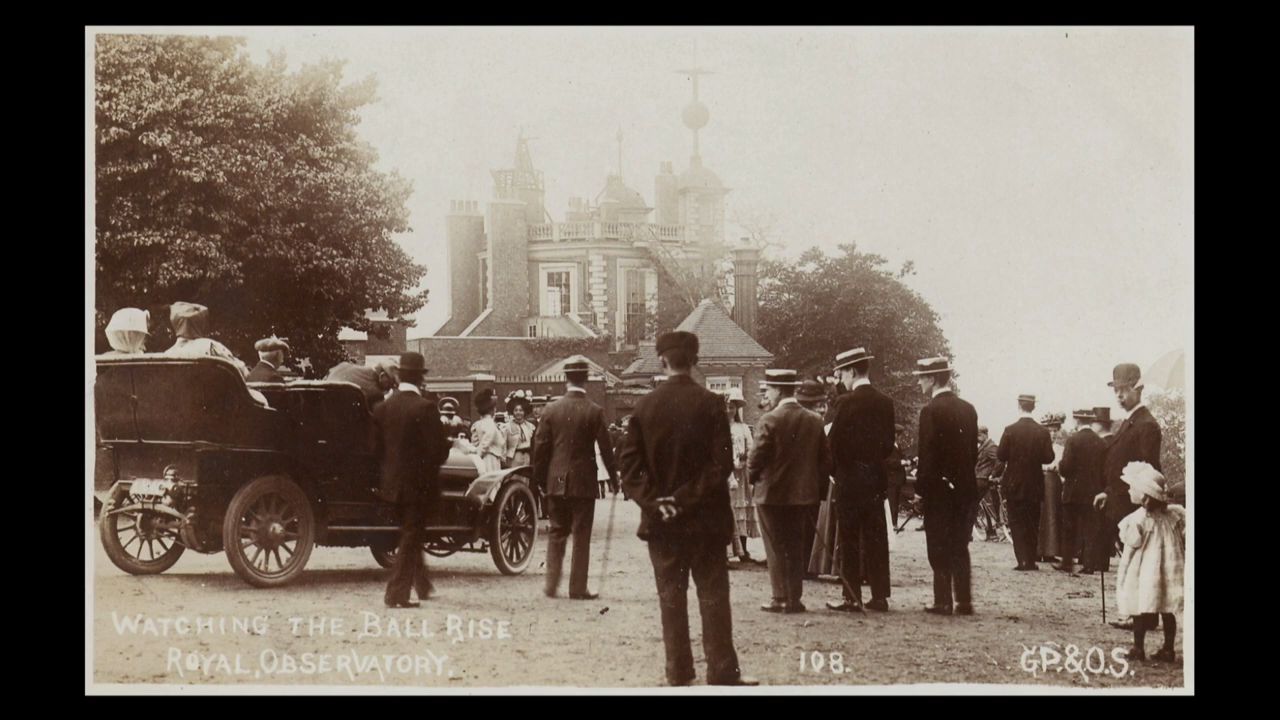 WATCHING THE BALL RISE
ROYAL, OBSERVATORY.
108.
G.P. & O.S.